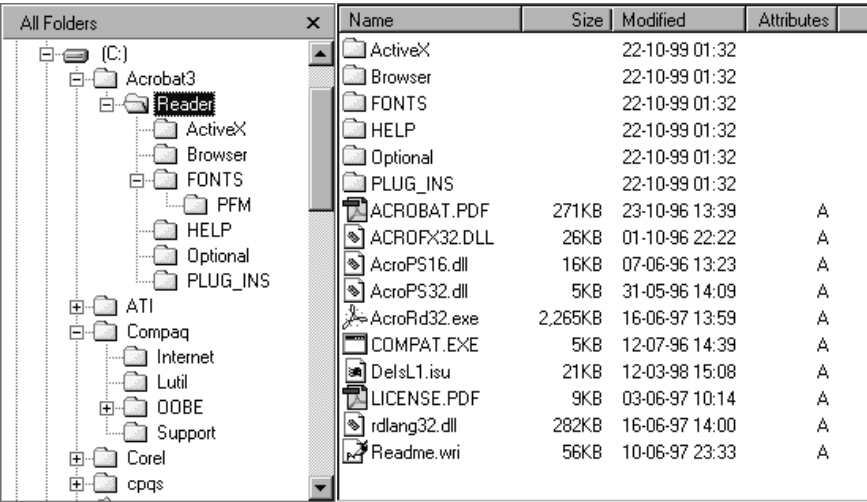 All Folders
(C:)
Acrobat3
Reader
ActiveX
Browser
FONTS
PFM
HELP
Optional
PLUG_INS
ATI
Compaq
Internet
Lutil
OOBE
Support
Corel
cpqs
Name Size Modified Attributes
ActiveX 22-10-99 01:32
Browser 22-10-99 01:32
FONTS 22-10-99 01:32
HELP 22-10-99 01:32
Optional 22-10-99 01:32
PLUG_INS 22-10-99 01:32
ACROBAT.PDF 271KB 23-10-96 13:39 A
ACROFX32.DLL 26KB 01-10-96 22:22 A
AcroPS16.dll 16KB 07-06-96 13:23 A
AcroPS32.dll 5KB 31-05-96 14:09 A
AcroRd32.exe 2,265KB 16-06-97 13:59 A
COMPAT.EXE 5KB 12-07-96 14:39 A
DelsL1.isu 21KB 12-03-98 15:08 A
LICENSE.PDF 9KB 03-06-97 10:14 A
rdlang32.dll 282KB 16-06-97 14:00 A
Readme.wri 56KB 10-06-97 23:33 A